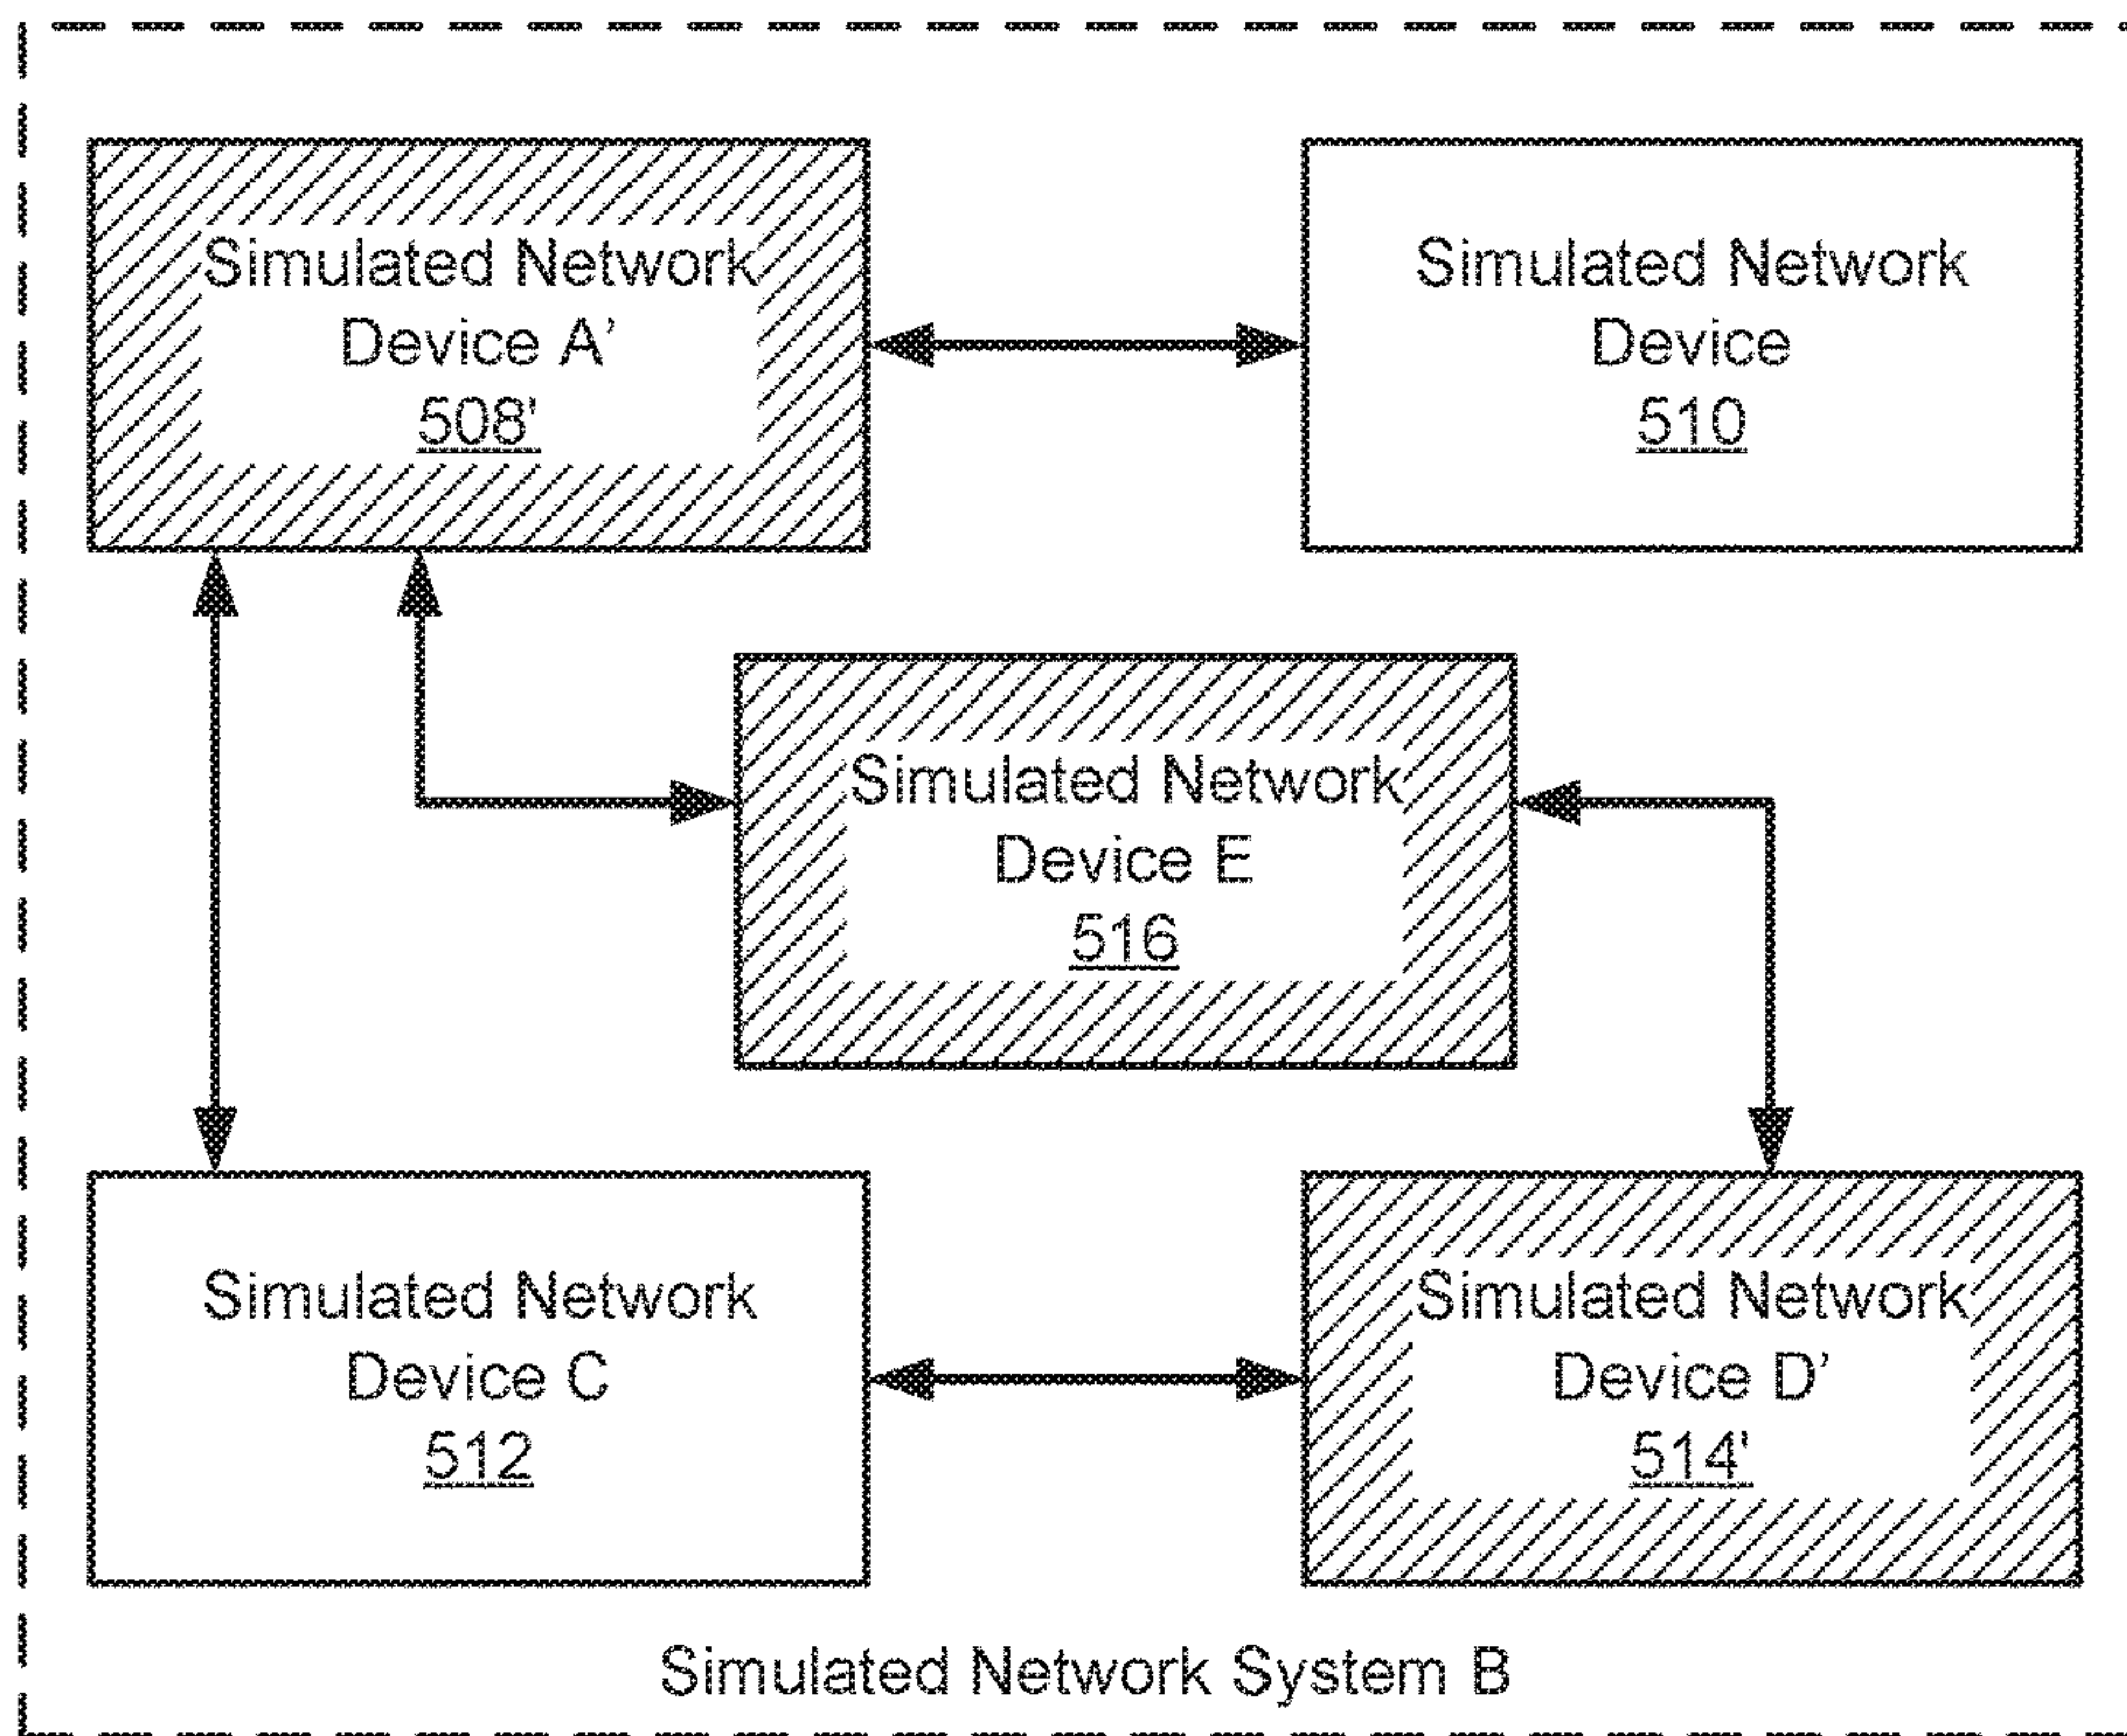 Simulated Network
Device A’
508'
Simulated Network
Device
510
Simulated Network
Device E
516
Simulated Network
Device C
512
Simulated Network
Device D’
514'
Simulated Network System B